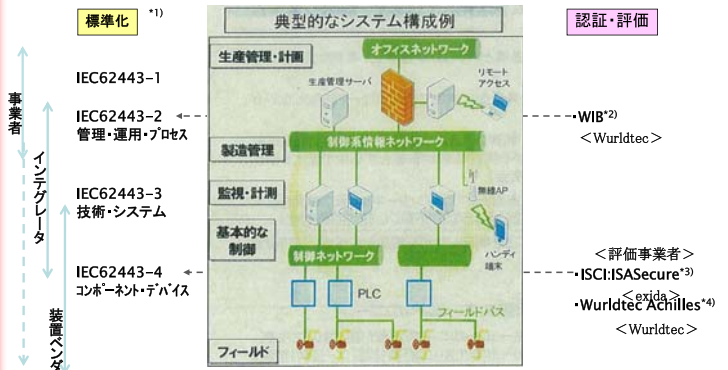 標準化 *1)
典型的なシステム構成例
認証・評価
事業者
インテグレータ
装置ベンダ
IEC62443-1
IEC62443-2
管理・運用・プロセス
IEC62443-3
技術・システム
IEC62443-4
コンポーネント・デバイス
生産管理・計画
オフィスネットワーク
生産管理サーバ
リモート
アクセス
製造管理
制御系情報ネットワーク
監視・計測
無線AP
基本的な
制御
ハンディ
端末
制御ネットワーク
PLC
フィールドバス
フィールド
・WIB*2)
<Wurldtec>
<評価事業者>
・ISCI:ISASecure*3)
<exida>
・Wurldtec Achilles*4)
<Wurldtec>